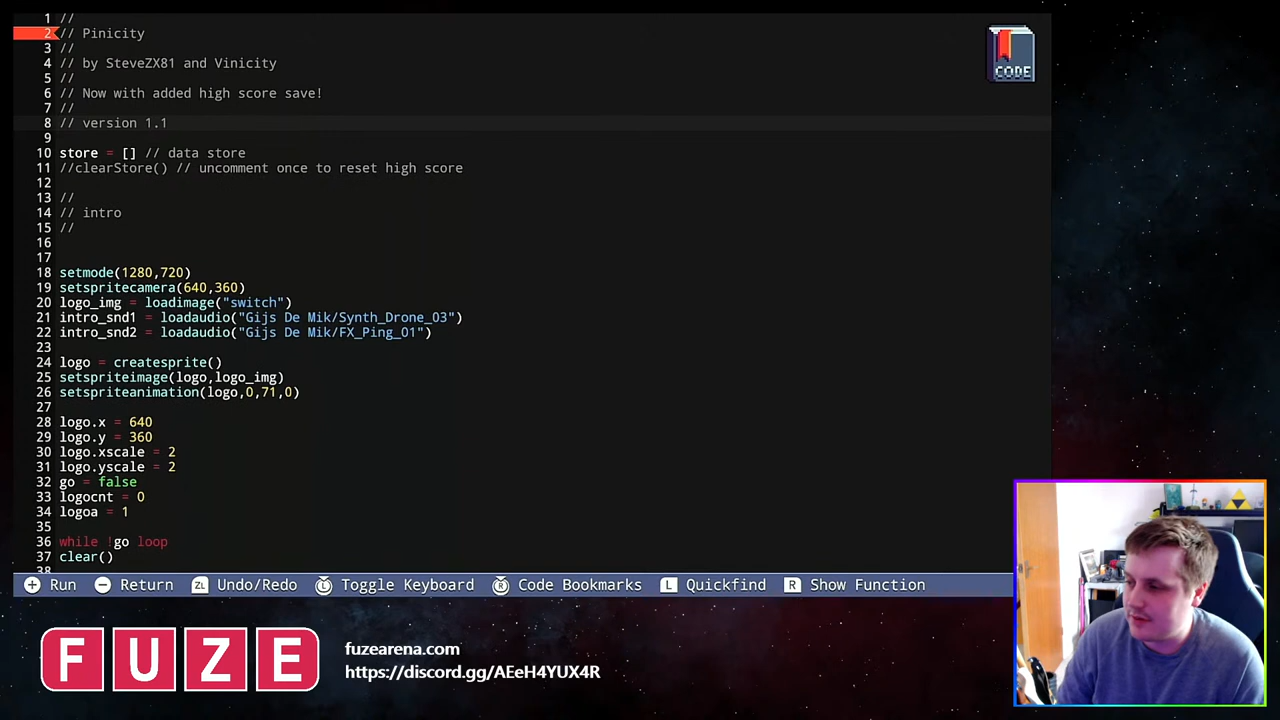 1 //
2 // Pinicity
3 //
4 // by SteveZX81 and Vinicity
5 //
6 // Now with added high score save!
7 //
8 // version 1.1
9
10 store = [] // data store
11 //clearStore() // uncomment once to reset high score
12
13 //
14 // intro
15 //
16
17
18 setmode(1280,720)
19 setspritecamera(640,360)
20 logo_img = loadimage("switch")
21 intro_snd1 = loadaudio("Gijs De Mik/Synth_Drone_03")
22 intro_snd2 = loadaudio("Gijs De Mik/FX_Ping_01")
23
24 logo = createsprite()
25 setspriteimage(logo,logo_img)
26 setspriteanimation(logo,0,71,0)
27
28 logo.x = 640
29 logo.y = 360
30 logo.xscale = 2
31 logo.yscale = 2
32 go = false
33 logocnt = 0
34 logoa = 1
35
36 while !go loop
37 clear()
38
CODE
+ Run − Return ZL Undo/Redo Toggle Keyboard Code Bookmarks L Quickfind R Show Function
FUZE
fuzearena.com
https://discord.gg/AEeH4YUX4R